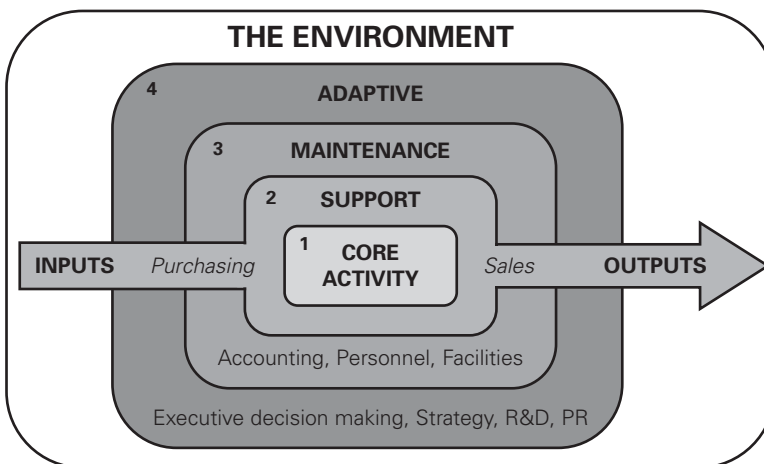 THE ENVIRONMENT
4
ADAPTIVE
3
MAINTENANCE
2
SUPPORT
1
CORE
ACTIVITY
INPUTS
Purchasing
Sales
OUTPUTS
Accounting, Personnel, Facilities
Executive decision making, Strategy, R&D, PR